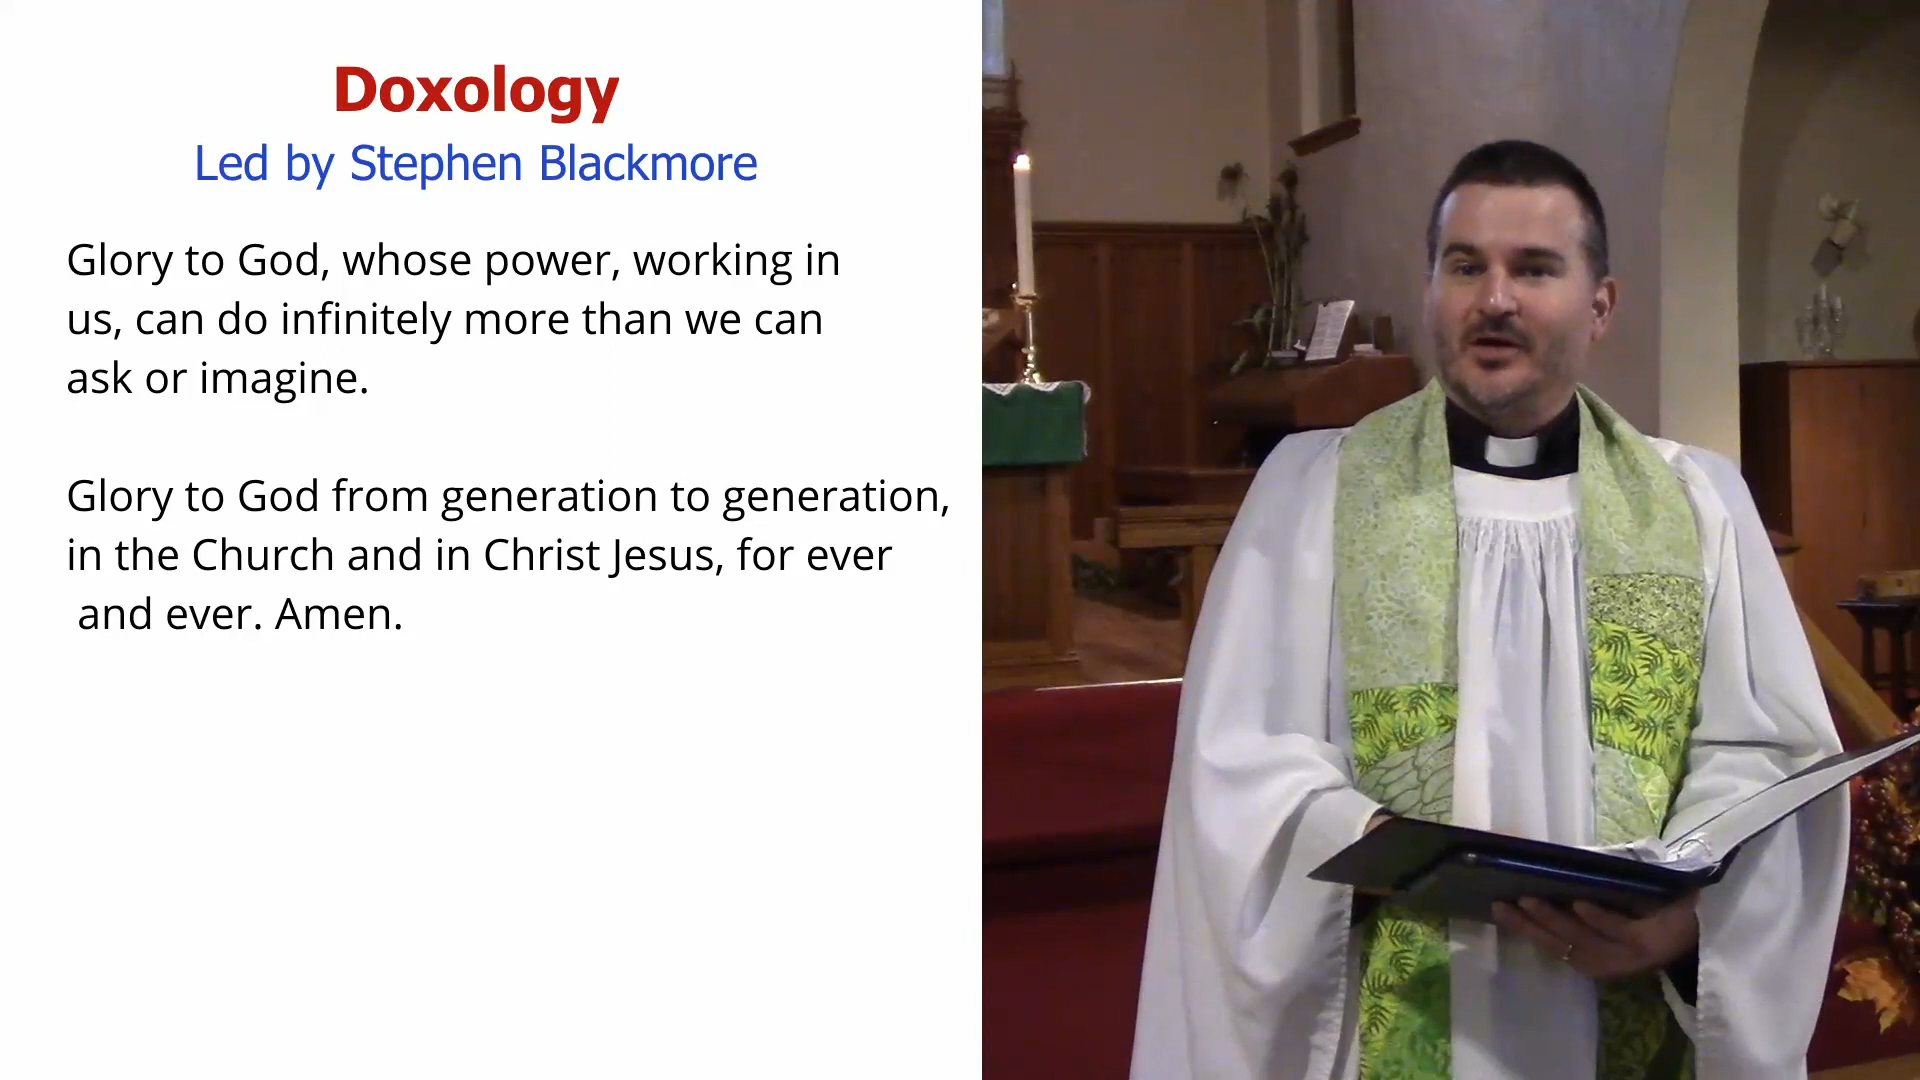 Doxology
Led by Stephen Blackmore
Glory to God, whose power, working in
us, can do infinitely more than we can
ask or imagine.
Glory to God from generation to generation,
in the Church and in Christ Jesus, for ever
and ever. Amen.